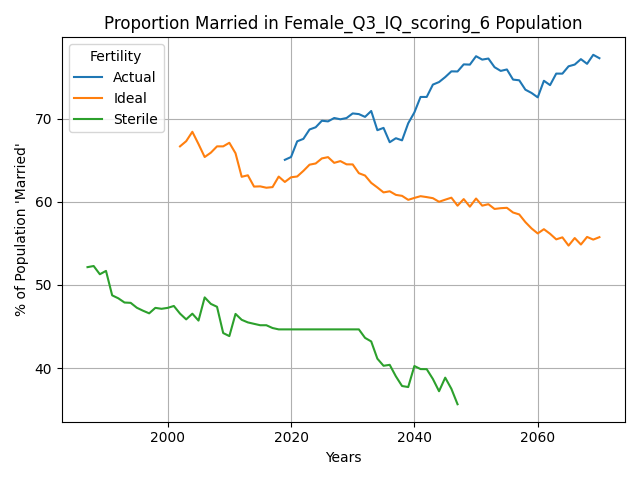 Proportion Married in Female_Q3_IQ_scoring_6 Population
Fertility
Actual
Ideal
Sterile
% of Population 'Married'
70
60
50
40
2000
2020
2040
2060
Years